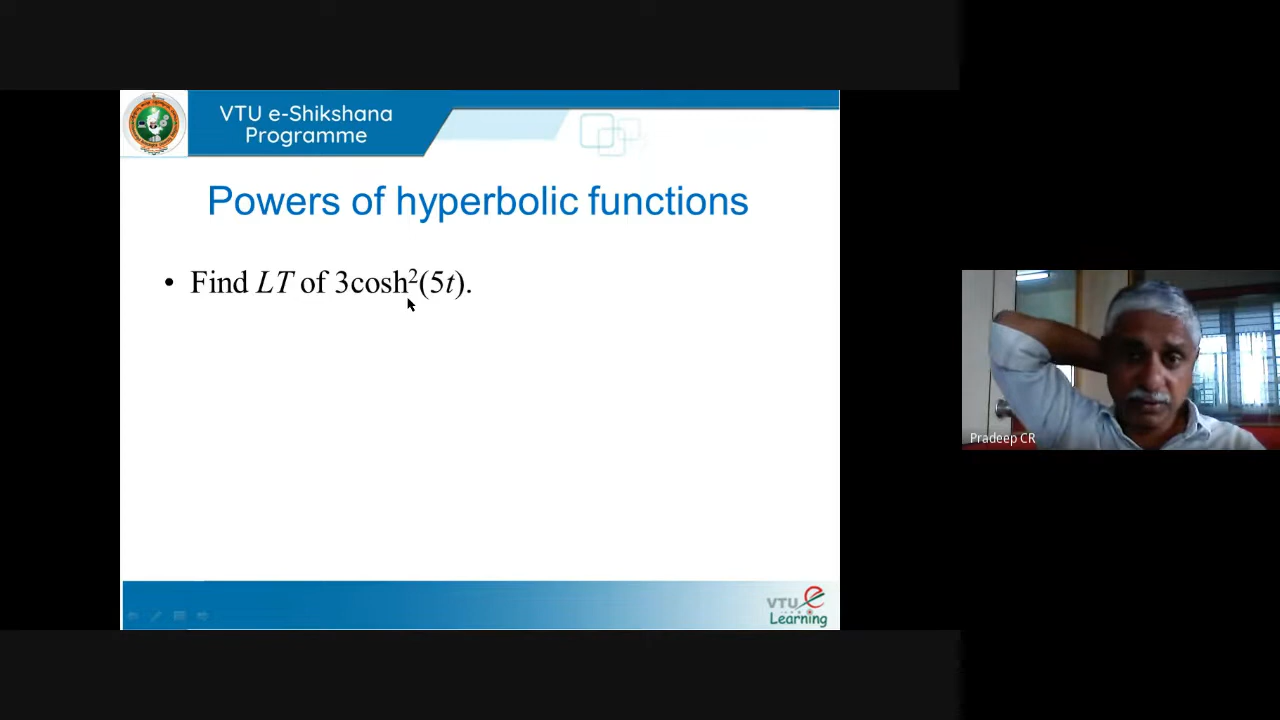 VTU e-Shikshana
Programme
Powers of hyperbolic functions
• Find LT of 3cosh²(5t).
Pradeep CR
VTU e
Learning